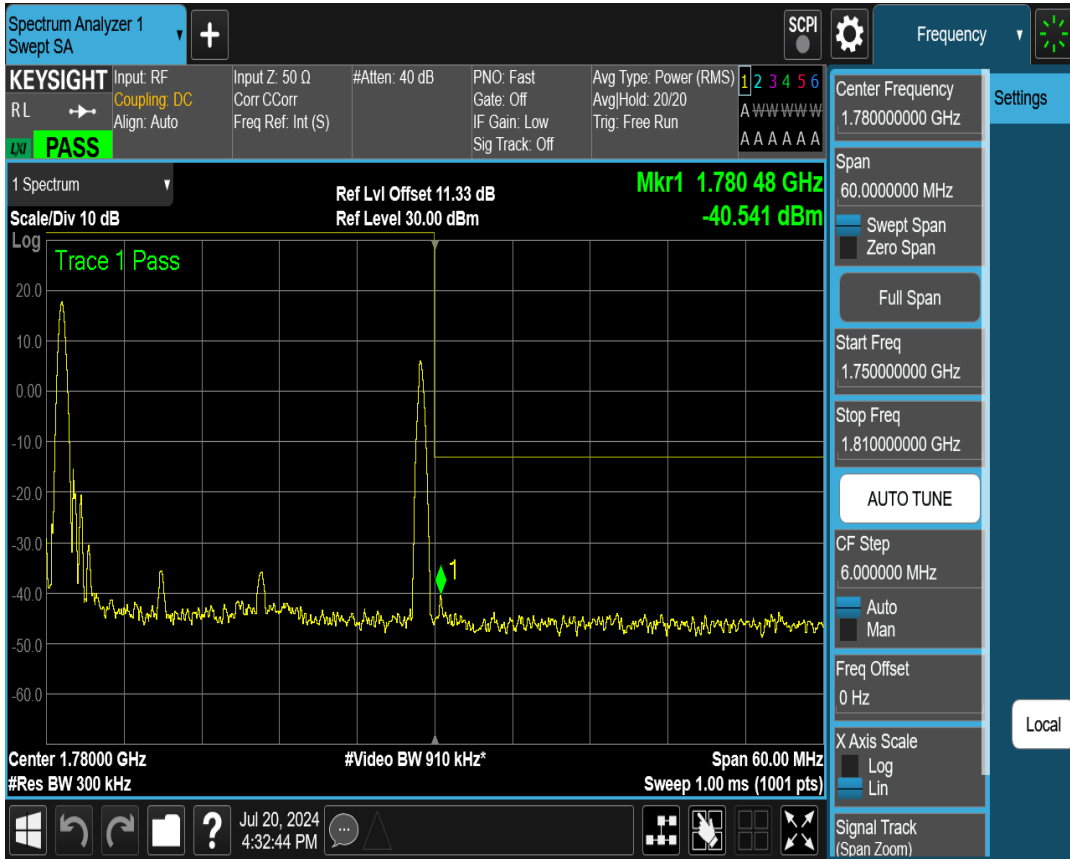 Spectrum Analyzer 1
Swept SA
+
SCPI
Frequency
KEYSIGHT
R L
LXI
PASS
Input: RF
Coupling: DC
Align: Auto
Input Z: 50 Ω
Corr CCorr
Freq Ref: Int (S)
#Atten: 40 dB
PNO: Fast
Gate: Off
IF Gain: Low
Sig Track: Off
Avg Type: Power (RMS)
Avg|Hold: 20/20
Trig: Free Run
1 2 3 4 5 6
A W W W W W
A A A A A A
1 Spectrum
Scale/Div 10 dB
Ref Lvl Offset 11.33 dB
Ref Level 30.00 dBm
Mkr1 1.780 48 GHz
-40.541 dBm
Log
Trace 1 Pass
20.0
10.0
0.00
-10.0
-20.0
-30.0
-40.0
-50.0
-60.0
1
Center 1.78000 GHz
#Res BW 300 kHz
#Video BW 910 kHz*
Span 60.00 MHz
Sweep 1.00 ms (1001 pts)
Center Frequency
1.780000000 GHz
Span
60.0000000 MHz
Swept Span
Zero Span
Full Span
Start Freq
1.750000000 GHz
Stop Freq
1.810000000 GHz
AUTO TUNE
CF Step
6.000000 MHz
Auto
Man
Freq Offset
0 Hz
X Axis Scale
Log
Lin
Signal Track
(Span Zoom)
Settings
Local
?
Jul 20, 2024
4:32:44 PM